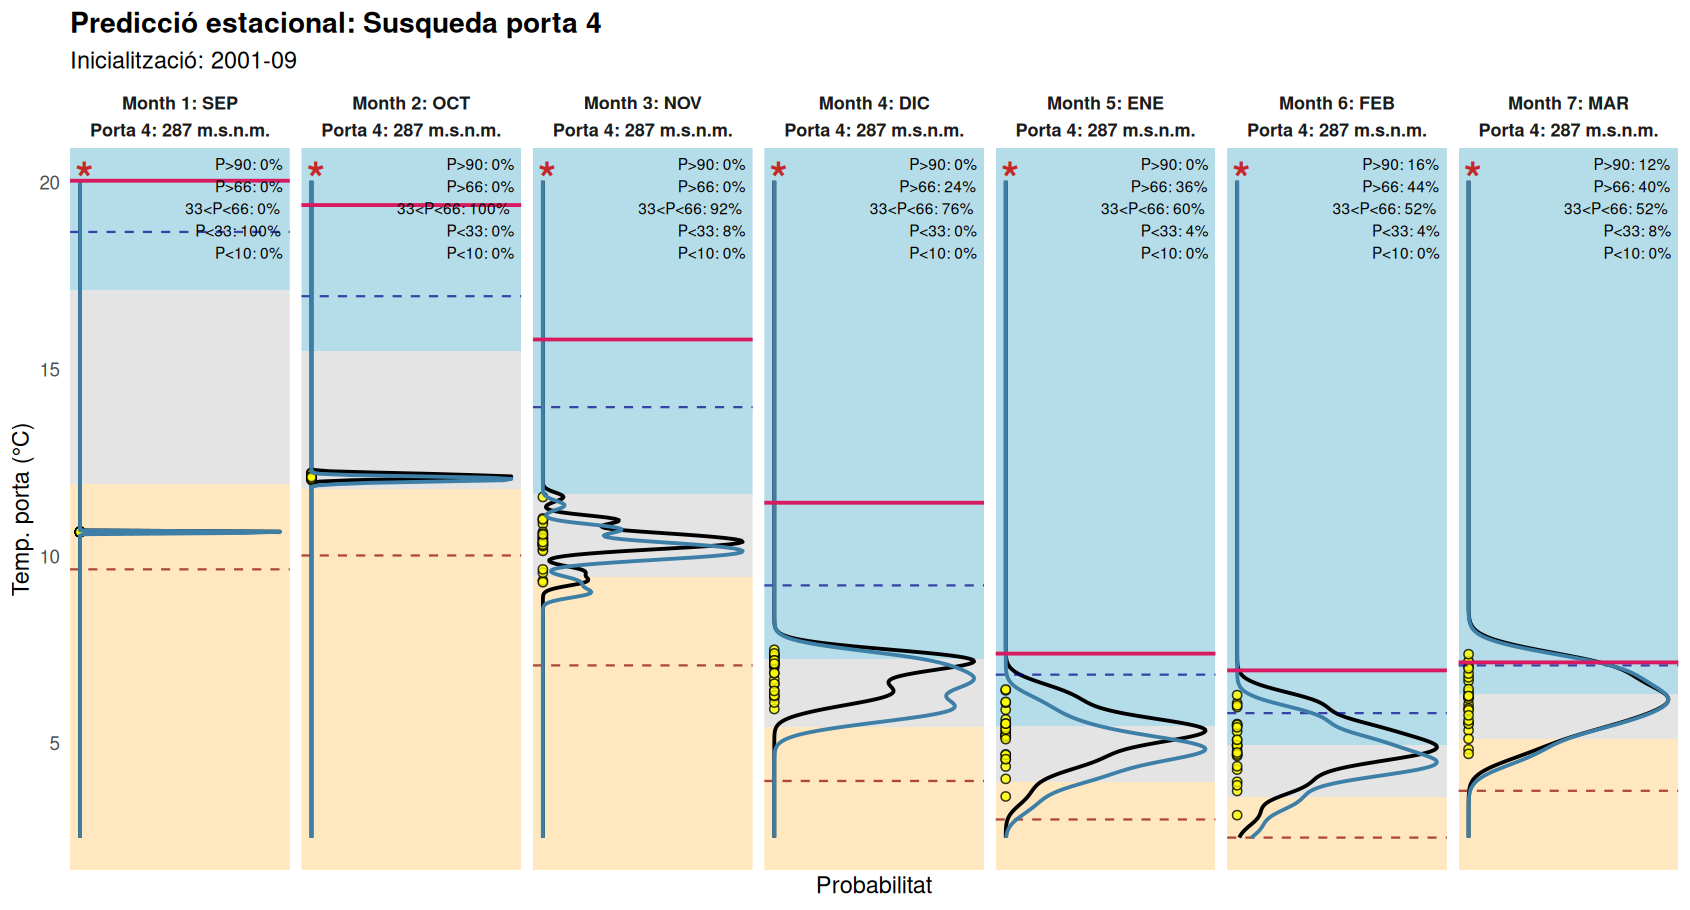 Predicció estacional: Susqueda porta 4
Inicialització: 2001-09
Month 1: SEP
Porta 4: 287 m.s.n.m.
Month 2: OCT
Porta 4: 287 m.s.n.m.
Month 3: NOV
Porta 4: 287 m.s.n.m.
Month 4: DIC
Porta 4: 287 m.s.n.m.
Month 5: ENE
Porta 4: 287 m.s.n.m.
Month 6: FEB
Porta 4: 287 m.s.n.m.
Month 7: MAR
Porta 4: 287 m.s.n.m.
*
P>90: 0%
P>66: 0%
33<P<66: 0%
P<33: 100%
P<10: 0%
*
P>90: 0%
P>66: 0%
33<P<66: 100%
P<33: 0%
P<10: 0%
*
P>90: 0%
P>66: 0%
33<P<66: 92%
P<33: 8%
P<10: 0%
*
P>90: 0%
P>66: 24%
33<P<66: 76%
P<33: 0%
P<10: 0%
*
P>90: 0%
P>66: 36%
33<P<66: 60%
P<33: 4%
P<10: 0%
*
P>90: 16%
P>66: 44%
33<P<66: 52%
P<33: 4%
P<10: 0%
*
P>90: 12%
P>66: 40%
33<P<66: 52%
P<33: 8%
P<10: 0%
20
15
10
5
Temp. porta (°C)
Probabilitat